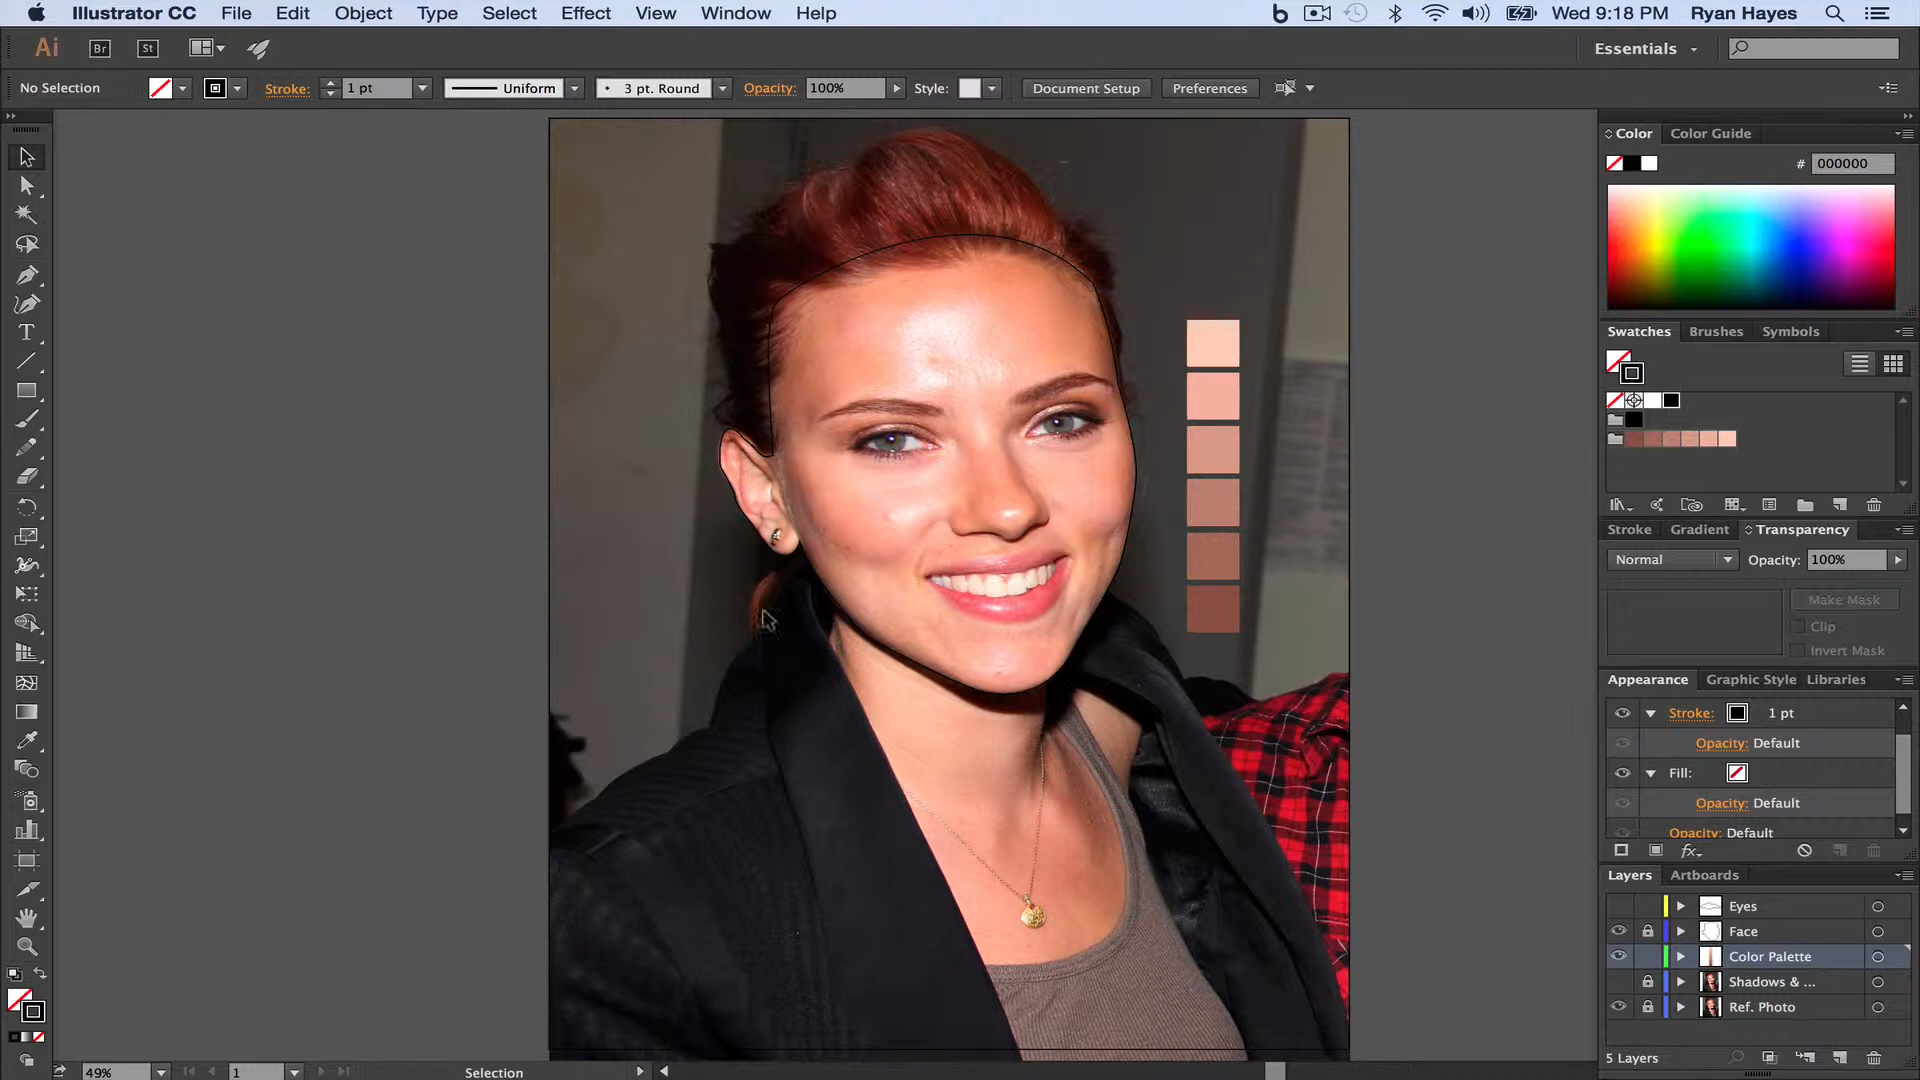 Illustrator CC File Edit Object Type Select Effect View Window Help Wed 9:18 PM Ryan Hayes
Ai Br St Essentials
No Selection Stroke: 1 pt Uniform 3 pt. Round Opacity: 100% Style: Document Setup Preferences
Color Color Guide
# 000000
Swatches Brushes Symbols
Stroke Gradient Transparency
Normal Opacity: 100%
Make Mask
Clip
Invert Mask
Appearance Graphic Style Libraries
Stroke: 1 pt
Opacity: Default
Fill:
Opacity: Default
Opacity: Default
fx
Layers Artboards
Eyes
Face
Color Palette
Shadows & ...
Ref. Photo
5 Layers
49% 1 Selection